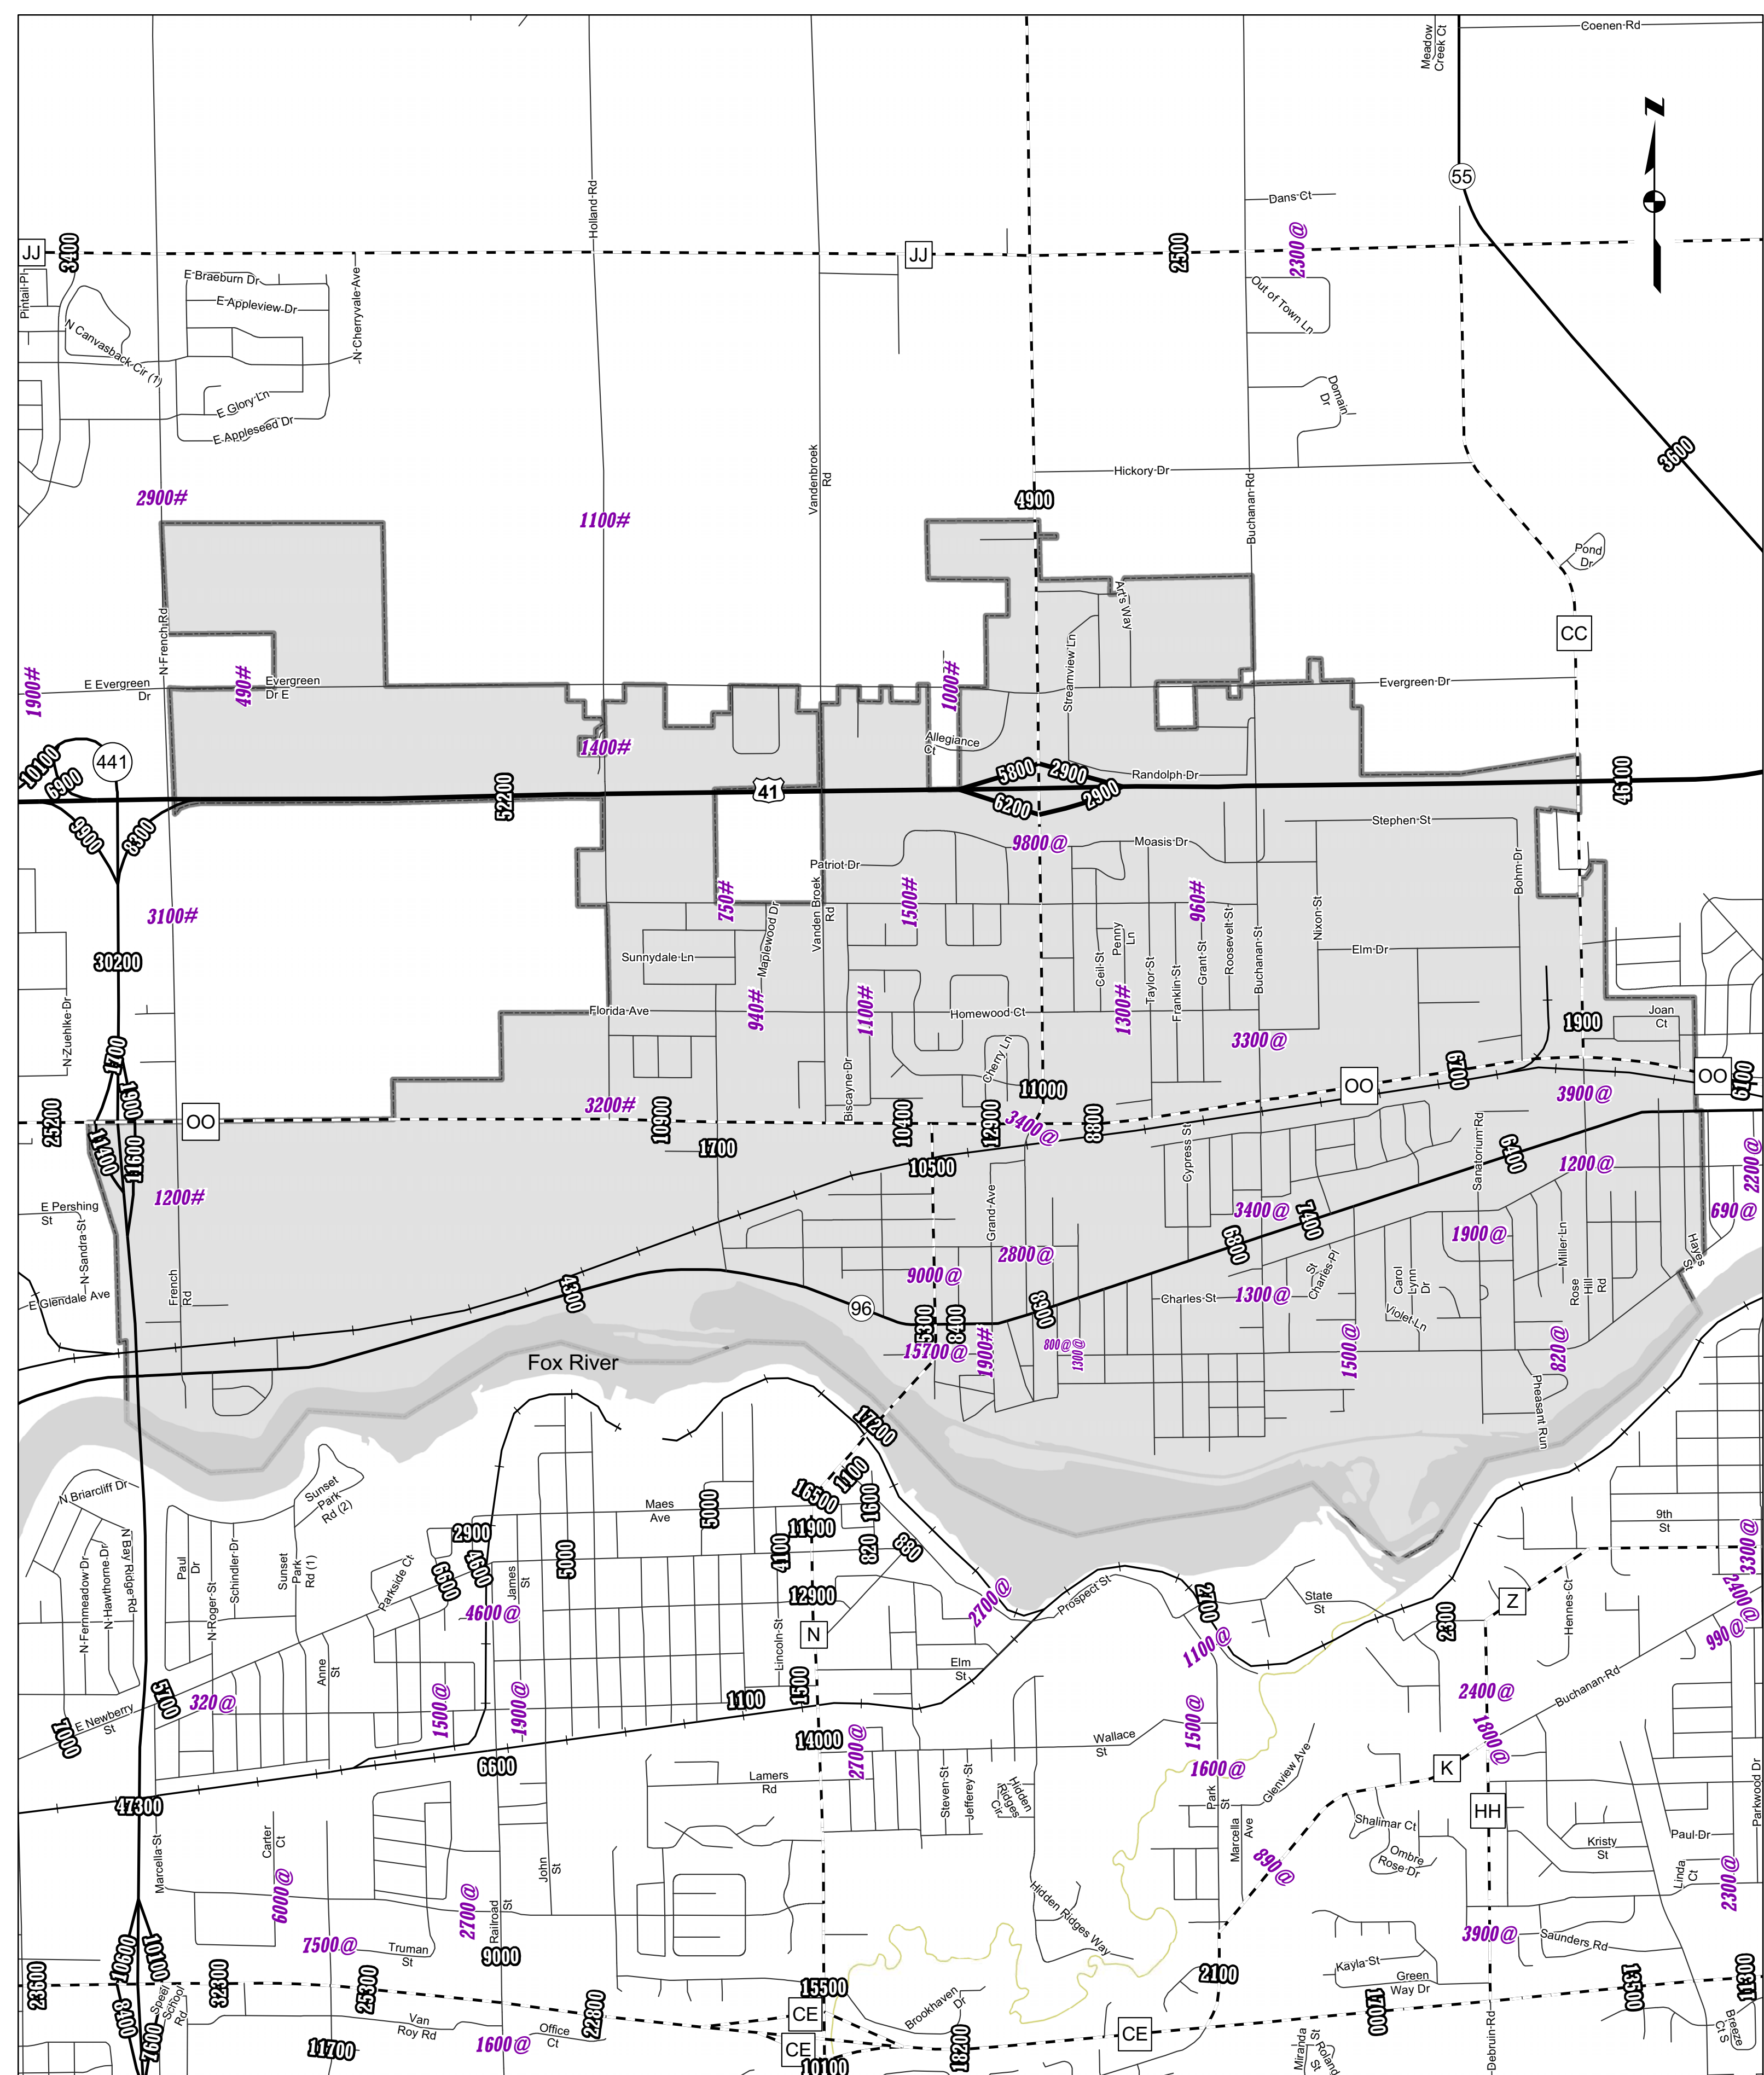 Coenen Rd
Meadow
Creek Ct
N
55
Holland Rd
Dans Ct
JJ
3400
JJ
2500
2300@
Pintail Pl
E Braeburn Dr
E Appleview Dr
N Cherryvale Ave
N Canvasback Cir (1)
Out of Town Ln
E Glory Ln
E Appleseed Dr
Domain
Dr
Vandenbroek
Rd
Hickory Dr
3600
2900#
1100#
4900
Buchanan Rd
Pond
Dr
Art's Way
CC
N French Rd
Streamview Ln
1900#
E Evergreen
Dr
490#
Evergreen
Dr E
1000#
Evergreen Dr
1400#
Allegiance
Ct
10100
6900
441
5800
2900
Randolph Dr
52200
41
46100
6200
2900
9900
8300
9800@
Moasis Dr
Stephen St
Patriot Dr
Bohm Dr
3100#
750#
Maplewood Dr
Vanden Broek
Rd
1500#
960#
Nixon St
30200
Sunnydale Ln
Ceil St
Penny
Ln
Taylor St
Franklin St
Grant St
Roosevelt St
Buchanan St
Elm Dr
N Zuehlke Dr
Florida Ave
940#
1100#
Homewood Ct
1300#
3300@
1900
Joan
Ct
1700
1900
Cherry Ln
Biscayne Dr
11000
OO
6700
OO
6100
3900@
25200
OO
3200#
10900
10400
12900
3400@
8800
11400
11600
1700
10500
Cypress St
Sanatorium Rd
6400
1200@
2200@
1200#
E Pershing
St
N Sandra St
Grand Ave
3400@
7400
6800
1900@
Miller Ln
690@
Hayes
St
2800@
9000@
French
Rd
E Glendale Ave
4300
96
5300
8400
8900
Charles St
1300@
St
Charles Pl
Carol
Lynn
Dr
Violet Ln
Rose
Hill
Rd
Fox River
15700@
1900#
800@
1300@
1500@
820@
Pheasant Run
17200
N Briarcliff Dr
Sunset
Park
Rd (2)
16500
1100
Maes
Ave
5000
1600
9th
St
N Fernmeadow Dr
N Hawthorne Dr
N Bay Ridge Rd
Paul
Dr
N Roger St
Schindler Dr
Sunset
Park
Rd (1)
Parkside Ct
2900
6600
4600
James
St
5000
11900
4100
820
880
3300@
2400@
990@
4600@
12900
2700@
Prospect St
2700
State
St
2300
Z
Hennes Ct
N
Lincoln St
1100@
Anne
St
Elm
St
5700
320@
1500@
1900@
1100
1500
Buchanan Rd
2400@
1800@
7000
E Newberry
St
14000
2700@
Wallace
St
1500@
6600
Lamers
Rd
Steven St
Jefferey St
Hidden
Ridges
Cir
1600@
Park
St
Glenview Ave
K
HH
47300
Parkwood Dr
Marcella St
Carter
Ct
John
St
Marcella
Ave
Shalimar Ct
Ombre
Rose Dr
Kristy
St
Paul Dr
Linda
Ct
2300@
890@
6000@
2700@
Railroad
St
Hidden Ridges Way
7500@
Truman
St
9000
3900@
Saunders Rd
10600
10100
Kayla St
Green
Way Dr
2100
23600
32300
25300
15500
13500
11300
8400
7600
Speel
School
Rd
Van
Roy Rd
22800
CE
Brookhaven
Dr
17000
11700
1600@
Office
Ct
CE
10100
18200
CE
Miranda
St
Roland
St
Debruin Rd
Breeze
Ct S